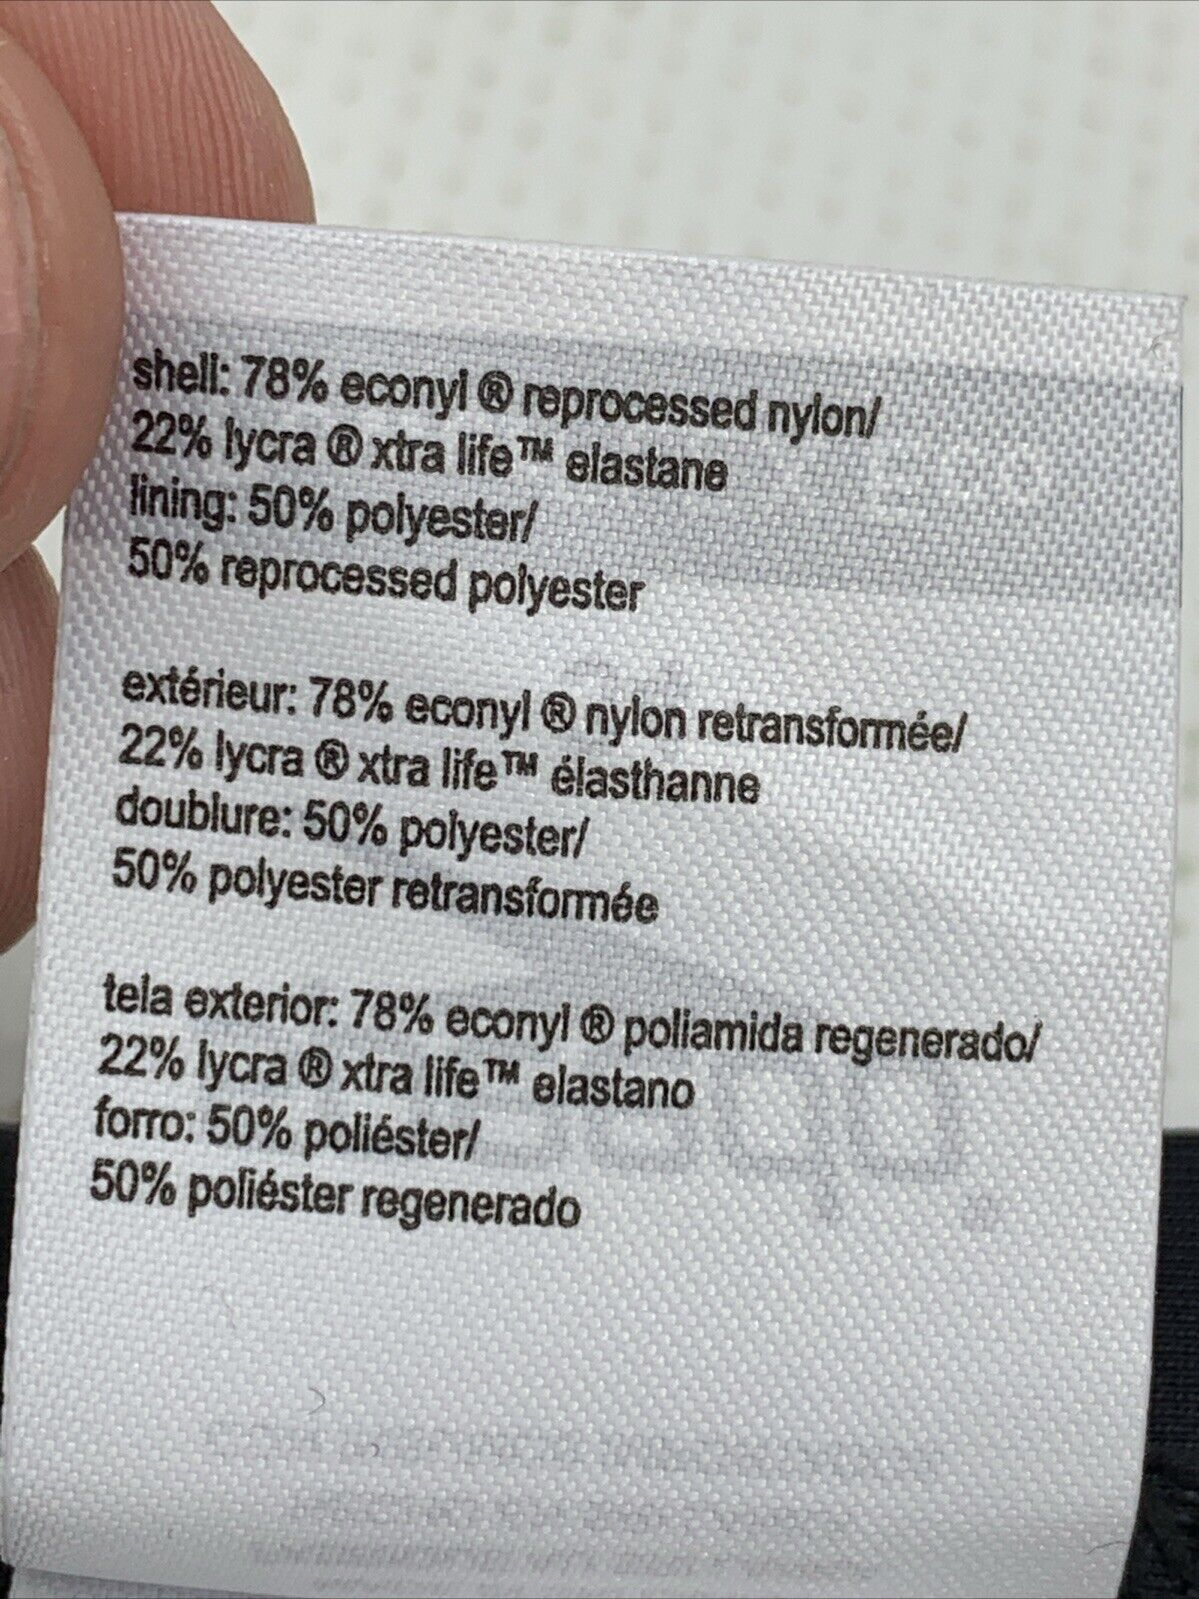 shell: 78% econyl ® reprocessed nylon/
22% lycra ® xtra life™ elastane
lining: 50% polyester/
50% reprocessed polyester
extérieur: 78% econyl ® nylon retransformée/
22% lycra ® xtra life™ élasthanne
doublure: 50% polyester/
50% polyester retransformée
tela exterior: 78% econyl ® poliamida regenerado/
22% lycra ® xtra life™ elastano
forro: 50% poliéster/
50% poliéster regenerado